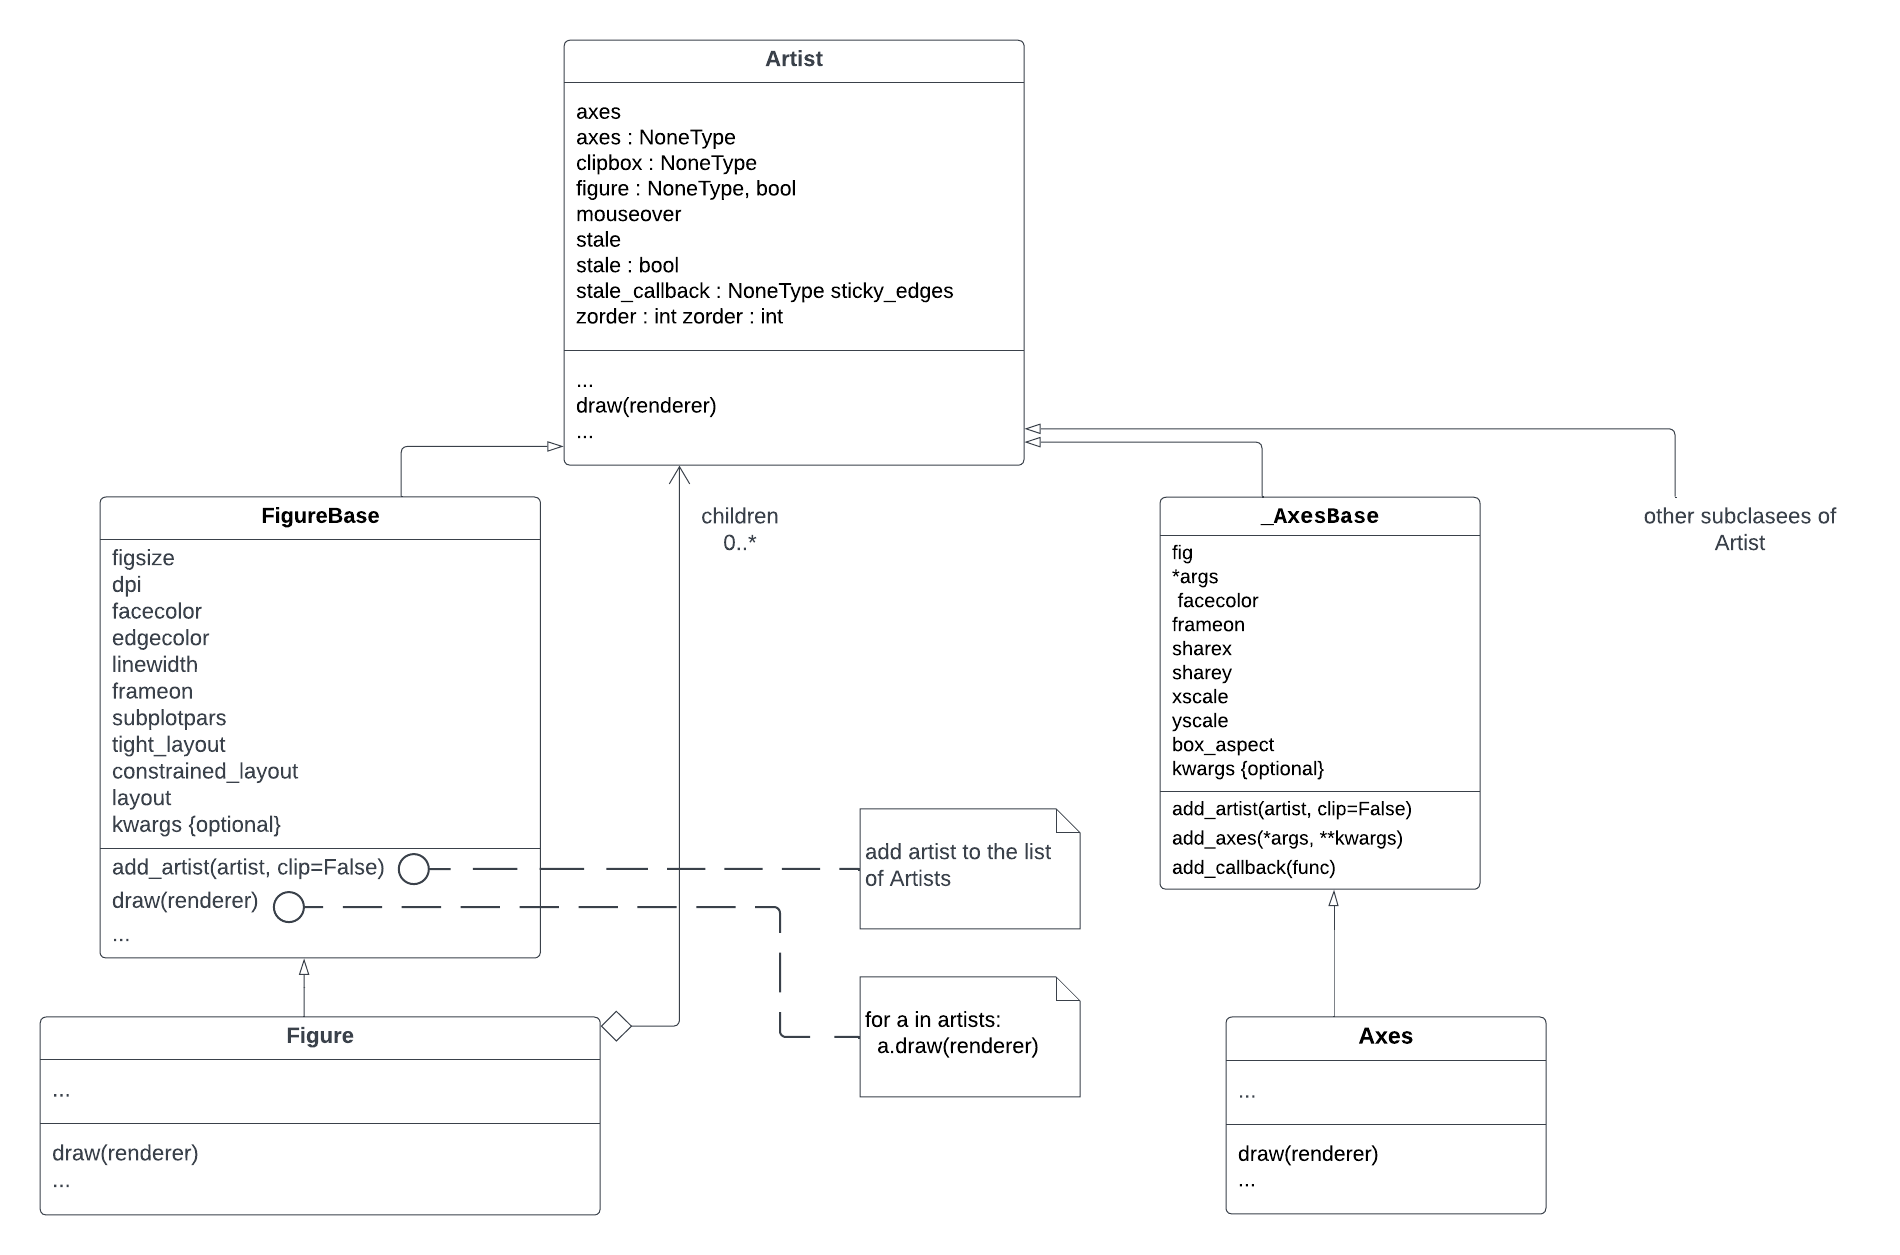 Artist
axes
axes : NoneType
clipbox : NoneType
figure : NoneType, bool
mouseover
stale
stale : bool
stale_callback : NoneType sticky_edges
zorder : int zorder : int
...
draw(renderer)
...
children
0..*
FigureBase
figsize
dpi
facecolor
edgecolor
linewidth
frameon
subplotpars
tight_layout
constrained_layout
layout
kwargs {optional}
add_artist(artist, clip=False)
draw(renderer)
...
_AxesBase
fig
*args
facecolor
frameon
sharex
sharey
xscale
yscale
box_aspect
kwargs {optional}
add_artist(artist, clip=False)
add_axes(*args, **kwargs)
add_callback(func)
other subclasees of
Artist
add artist to the list
of Artists
for a in artists:
a.draw(renderer)
Figure
...
draw(renderer)
...
Axes
...
draw(renderer)
...